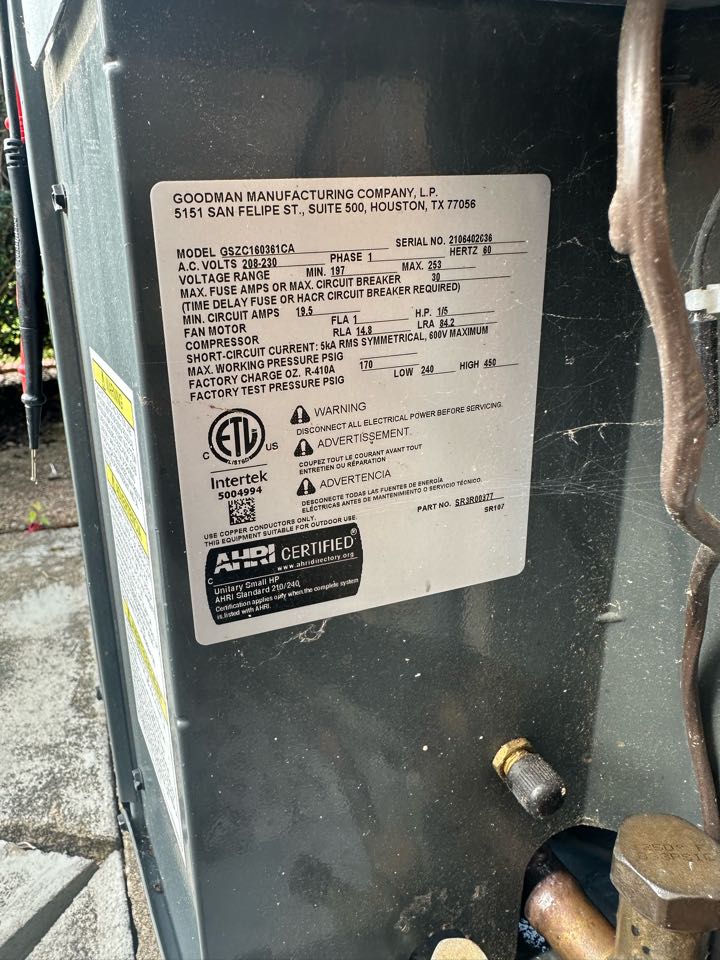 GOODMAN MANUFACTURING COMPANY, L.P.
5151 SAN FELIPE ST., SUITE 500, HOUSTON, TX 77056
MODEL GSZC160361CA SERIAL NO. 2106402636
A.C. VOLTS 208-230 PHASE 1 HERTZ 60
VOLTAGE RANGE MIN. 197 MAX. 253
MAX. FUSE AMPS OR MAX. CIRCUIT BREAKER 30
(TIME DELAY FUSE OR HACR CIRCUIT BREAKER REQUIRED)
MIN. CIRCUIT AMPS 19.5
FAN MOTOR FLA 1 H.P. 1/5
COMPRESSOR RLA 14.8 LRA 84.2
SHORT-CIRCUIT CURRENT: 5kA RMS SYMMETRICAL, 600V MAXIMUM
MAX. WORKING PRESSURE PSIG
FACTORY CHARGE OZ. R-410A 170
FACTORY TEST PRESSURE PSIG LOW 240 HIGH 450
C ETL US
LISTED
Intertek
5004994
WARNING
DISCONNECT ALL ELECTRICAL POWER BEFORE SERVICING.
ADVERTISSEMENT
COUPEZ TOUT LE COURANT AVANT TOUT
ENTRETIEN OU RÉPARATION
ADVERTENCIA
DESCONECTE TODAS LAS FUENTES DE ENERGÍA
ELÉCTRICAS ANTES DE MANTENIMIENTO O SERVICIO TÉCNICO.
PART NO. SR3R00377
SR107
USE COPPER CONDUCTORS ONLY.
THIS EQUIPMENT SUITABLE FOR OUTDOOR USE.
AHRI CERTIFIED®
www.ahridirectory.org
C
Unitary Small HP
AHRI Standard 210/240
Certification applies only when the complete system
is listed with AHRI.
WARNING